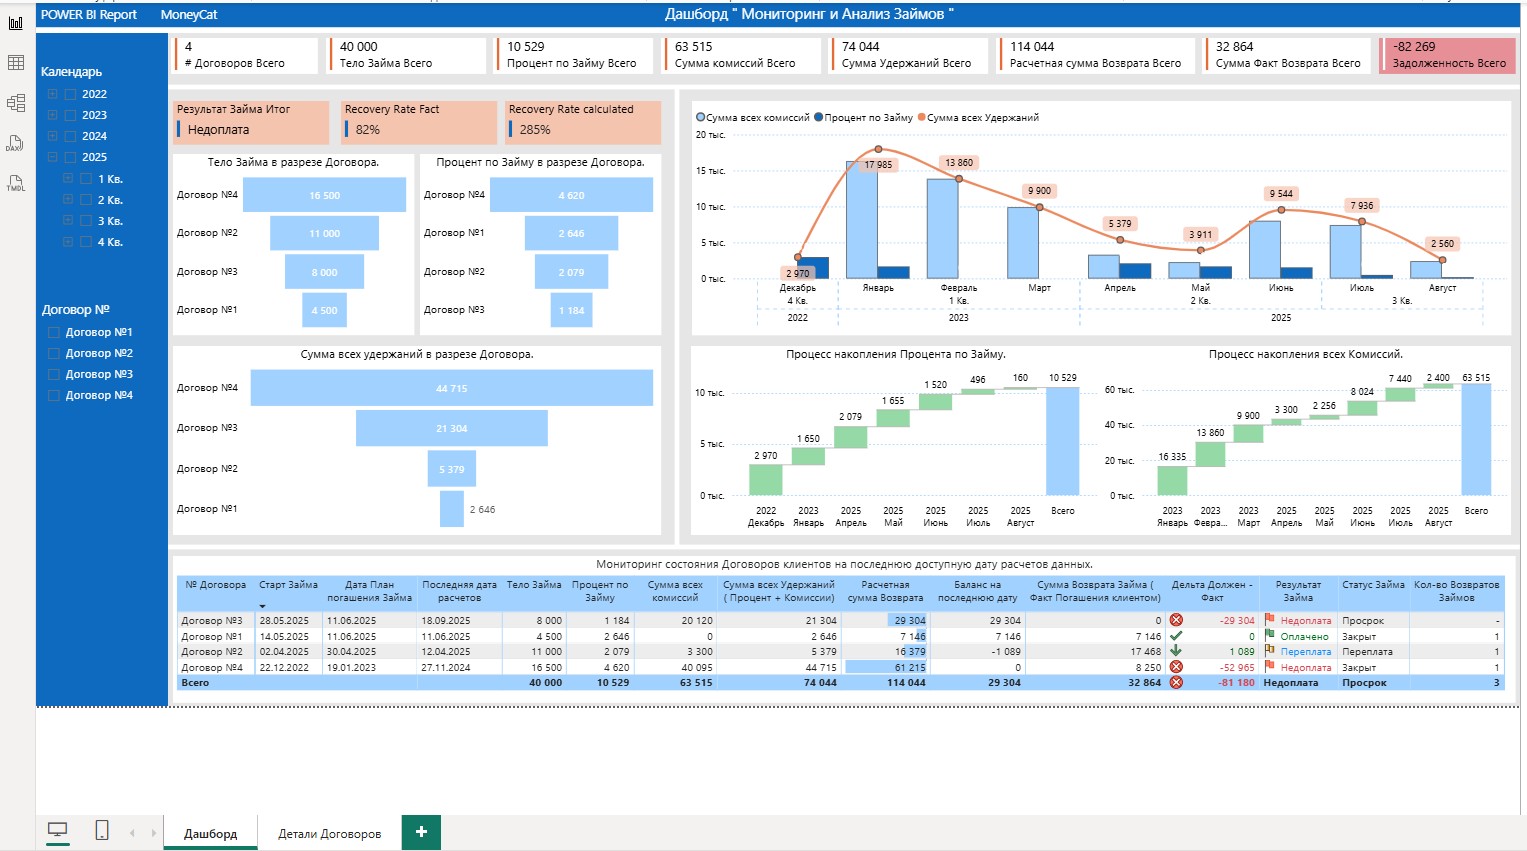 POWER BI Report MoneyCat
Дашборд " Мониторинг и Анализ Займов "
DAX
TMDL
Календарь
2022
2023
2024
2025
1 Кв.
2 Кв.
3 Кв.
4 Кв.
Договор №
Договор №1
Договор №2
Договор №3
Договор №4
4
# Договоров Всего
40 000
Тело Займа Всего
10 529
Процент по Займу Всего
63 515
Сумма комиссий Всего
74 044
Сумма Удержаний Всего
114 044
Расчетная сумма Возврата Всего
32 864
Сумма Факт Возврата Всего
-82 269
Задолженность Всего
Результат Займа Итог
Недоплата
Recovery Rate Fact
82%
Recovery Rate calculated
285%
Тело Займа в разрезе Договора.
Договор №4 16 500
Договор №2 11 000
Договор №3 8 000
Договор №1 4 500
Процент по Займу в разрезе Договора.
Договор №4 4 620
Договор №1 2 646
Договор №2 2 079
Договор №3 1 184
Сумма всех удержаний в разрезе Договора.
Договор №4 44 715
Договор №3 21 304
Договор №2 5 379
Договор №1 2 646
Сумма всех комиссий Процент по Займу Сумма всех Удержаний
20 тыс.
15 тыс.
10 тыс.
5 тыс.
0 тыс.
2 970 17 985 13 860 9 900 5 379 3 911 9 544 7 936 2 560
Декабрь Январь Февраль Март Апрель Май Июнь Июль Август
4 Кв. 1 Кв. 2 Кв. 3 Кв.
2022 2023 2025
Процесс накопления Процента по Займу.
10 тыс.
5 тыс.
0 тыс.
2 970 1 650 2 079 1 655 1 520 496 160 10 529
2022 2023 2025 2025 2025 2025 2025 Всего
Декабрь Январь Апрель Май Июнь Июль Август
Процесс накопления всех Комиссий.
60 тыс.
40 тыс.
20 тыс.
0 тыс.
16 335 13 860 9 900 3 300 2 256 8 024 7 440 2 400 63 515
2023 2023 2023 2025 2025 2025 2025 2025 Всего
Январь Февра... Март Апрель Май Июнь Июль Август
Мониторинг состояния Договоров клиентов на последнюю доступную дату расчетов данных.
№ Договора Старт Займа Дата План Последняя дата Тело Займа Процент по Сумма всех Сумма всех Удержаний Расчетная Баланс на Сумма Возврата Займа ( Дельта Должен - Результат Статус Займа Кол-во Возвратов
погашения Займа расчетов Займу комиссий ( Процент + Комиссии) сумма Возврата последнюю дату Факт Погашения клиентом) Факт Займа Займов
Договор №3 28.05.2025 11.06.2025 18.09.2025 8 000 1 184 20 120 21 304 29 304 29 304 0 -29 304 Недоплата Просрок -
Договор №1 14.05.2025 11.06.2025 11.06.2025 4 500 2 646 0 2 646 7 146 7 146 7 146 0 Оплачено Закрыт 1
Договор №2 02.04.2025 30.04.2025 12.04.2025 11 000 2 079 3 300 5 379 16 379 -1 089 17 468 1 089 Переплата Переплата 1
Договор №4 22.12.2022 19.01.2023 27.11.2024 16 500 4 620 40 095 44 715 61 215 0 8 250 -52 965 Недоплата Закрыт 1
Всего 40 000 10 529 63 515 74 044 114 044 29 304 32 864 -81 180 Недоплата Просрок 3
Дашборд Детали Договоров +